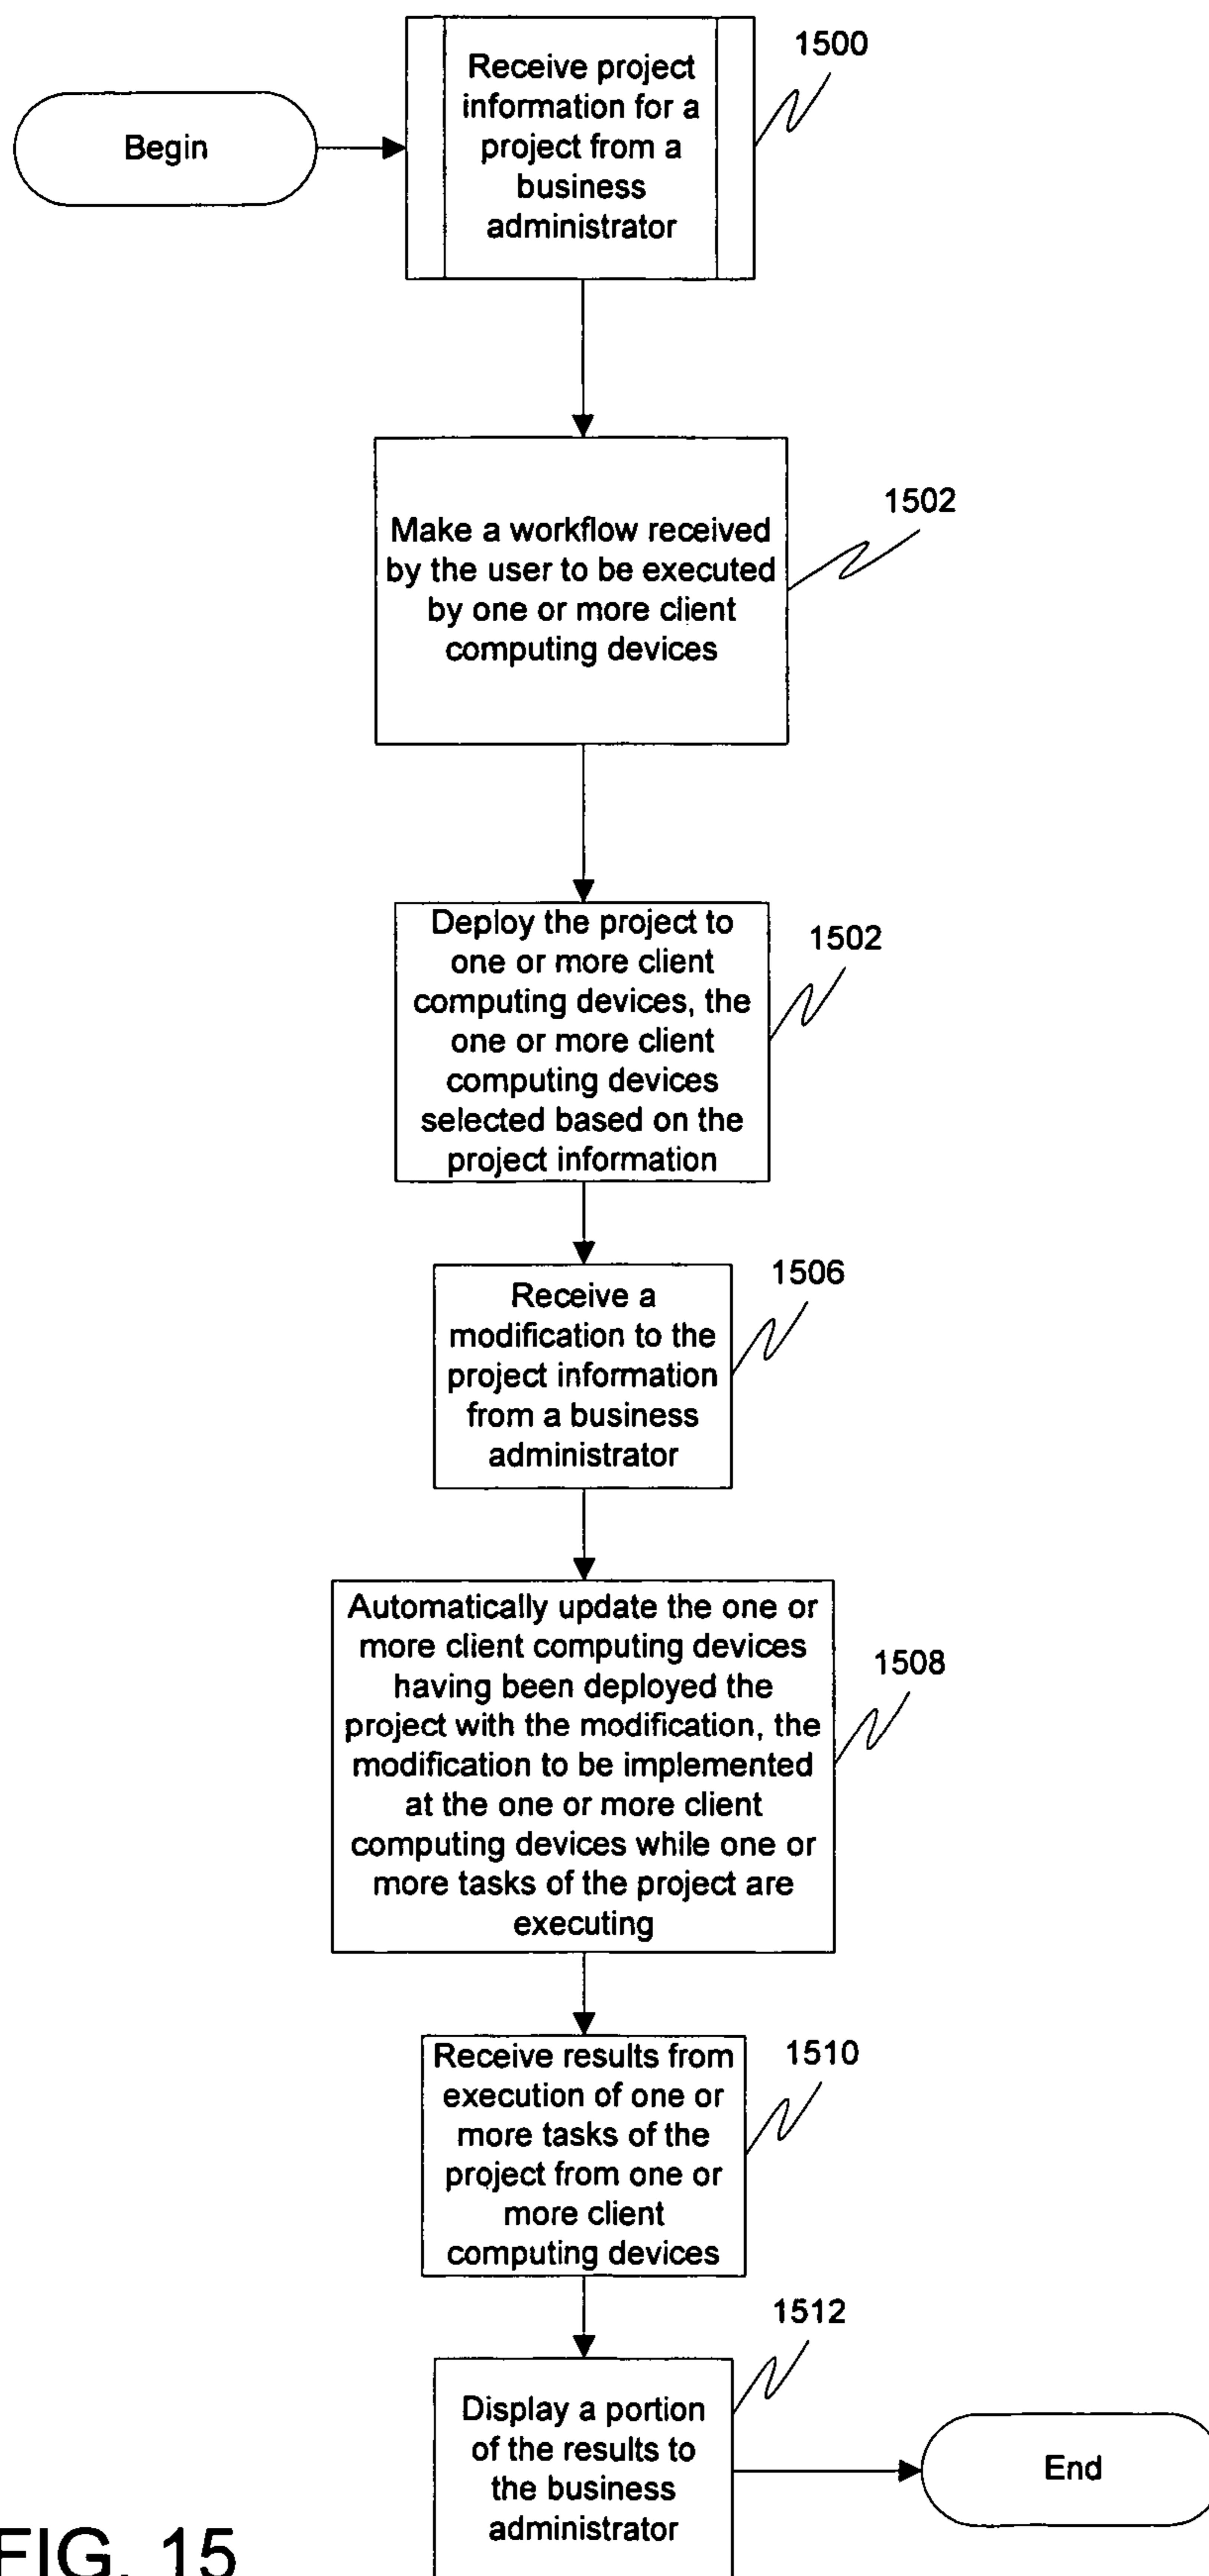 1500
Receive project
information for a
project from a
business
administrator
Begin
1502
Make a workflow received
by the user to be executed
by one or more client
computing devices
1502
Deploy the project to
one or more client
computing devices, the
one or more client
computing devices
selected based on the
project information
1506
Receive a
modification to the
project information
from a business
administrator
1508
Automatically update the one or
more client computing devices
having been deployed the
project with the modification, the
modification to be implemented
at the one or more client
computing devices while one or
more tasks of the project are
executing
1510
Receive results from
execution of one or
more tasks of the
project from one or
more client
computing devices
1512
Display a portion
of the results to
the business
administrator
End
FIG. 15